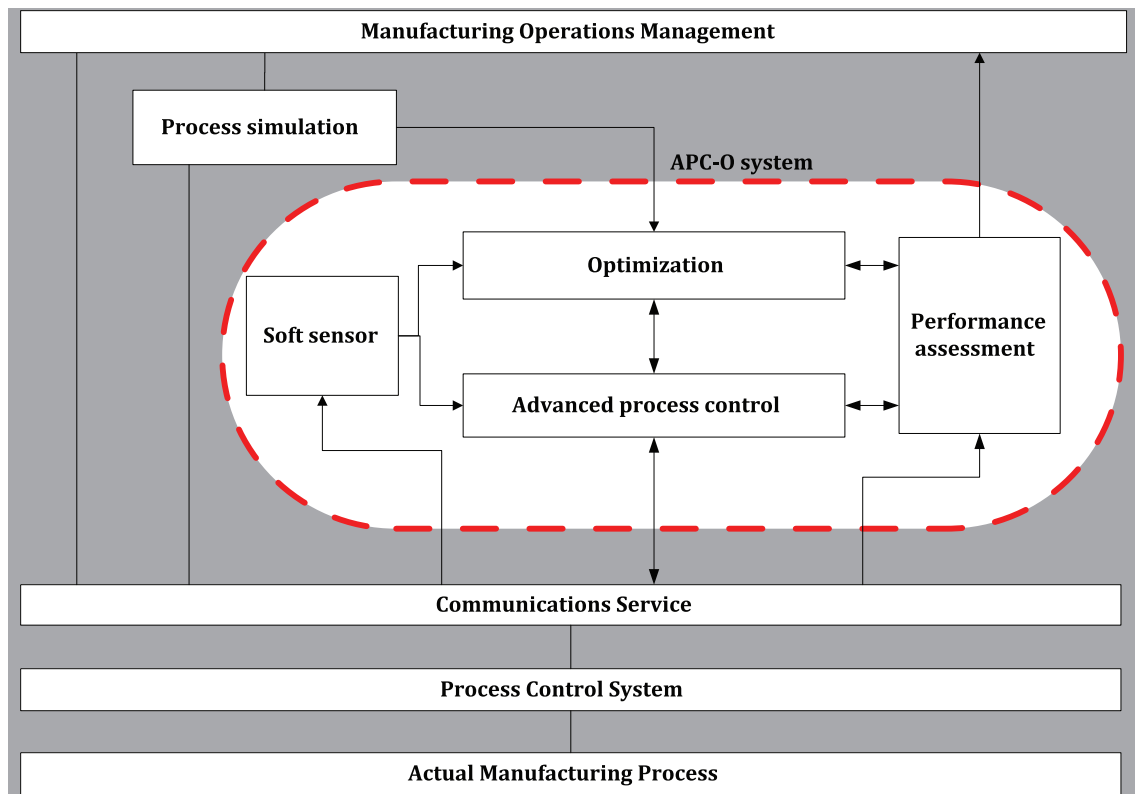 Manufacturing Operations Management
Process simulation
APC-O system
Optimization
Soft sensor
Performance
assessment
Advanced process control
Communications Service
Process Control System
Actual Manufacturing Process